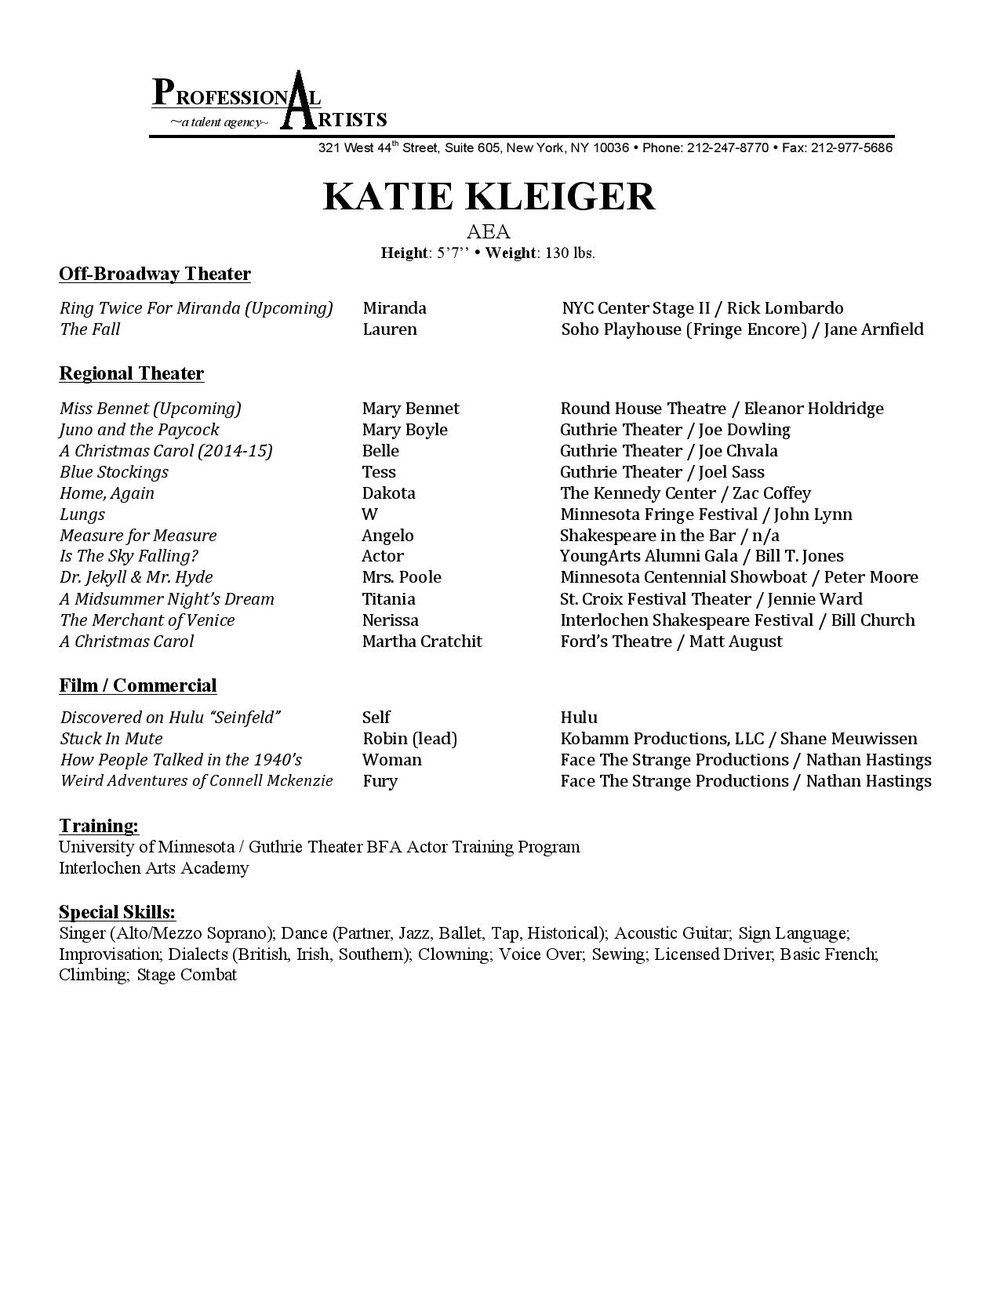 PROFESSIONAL
~a talent agency~ ARTISTS
321 West 44th Street, Suite 605, New York, NY 10036 • Phone: 212-247-8770 • Fax: 212-977-5686
KATIE KLEIGER
AEA
Height: 5’7’’ • Weight: 130 lbs.
Off-Broadway Theater
Ring Twice For Miranda (Upcoming) Miranda NYC Center Stage II / Rick Lombardo
The Fall Lauren Soho Playhouse (Fringe Encore) / Jane Arnfield
Regional Theater
Miss Bennet (Upcoming) Mary Bennet Round House Theatre / Eleanor Holdridge
Juno and the Paycock Mary Boyle Guthrie Theater / Joe Dowling
A Christmas Carol (2014-15) Belle Guthrie Theater / Joe Chvala
Blue Stockings Tess Guthrie Theater / Joel Sass
Home, Again Dakota The Kennedy Center / Zac Coffey
Lungs W Minnesota Fringe Festival / John Lynn
Measure for Measure Angelo Shakespeare in the Bar / n/a
Is The Sky Falling? Actor YoungArts Alumni Gala / Bill T. Jones
Dr. Jekyll & Mr. Hyde Mrs. Poole Minnesota Centennial Showboat / Peter Moore
A Midsummer Night’s Dream Titania St. Croix Festival Theater / Jennie Ward
The Merchant of Venice Nerissa Interlochen Shakespeare Festival / Bill Church
A Christmas Carol Martha Cratchit Ford’s Theatre / Matt August
Film / Commercial
Discovered on Hulu “Seinfeld” Self Hulu
Stuck In Mute Robin (lead) Kobamm Productions, LLC / Shane Meuwissen
How People Talked in the 1940’s Woman Face The Strange Productions / Nathan Hastings
Weird Adventures of Connell Mckenzie Fury Face The Strange Productions / Nathan Hastings
Training:
University of Minnesota / Guthrie Theater BFA Actor Training Program
Interlochen Arts Academy
Special Skills:
Singer (Alto/Mezzo Soprano); Dance (Partner, Jazz, Ballet, Tap, Historical); Acoustic Guitar; Sign Language;
Improvisation; Dialects (British, Irish, Southern); Clowning; Voice Over; Sewing; Licensed Driver; Basic French;
Climbing; Stage Combat